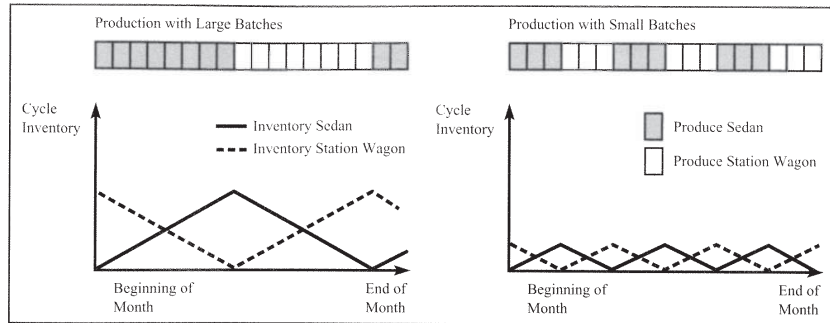 Production with Large Batches
Cycle
Inventory
Inventory Sedan
Inventory Station Wagon
Beginning of
Month
End of
Month
Production with Small Batches
Cycle
Inventory
Produce Sedan
Produce Station Wagon
Beginning of
Month
End of
Month